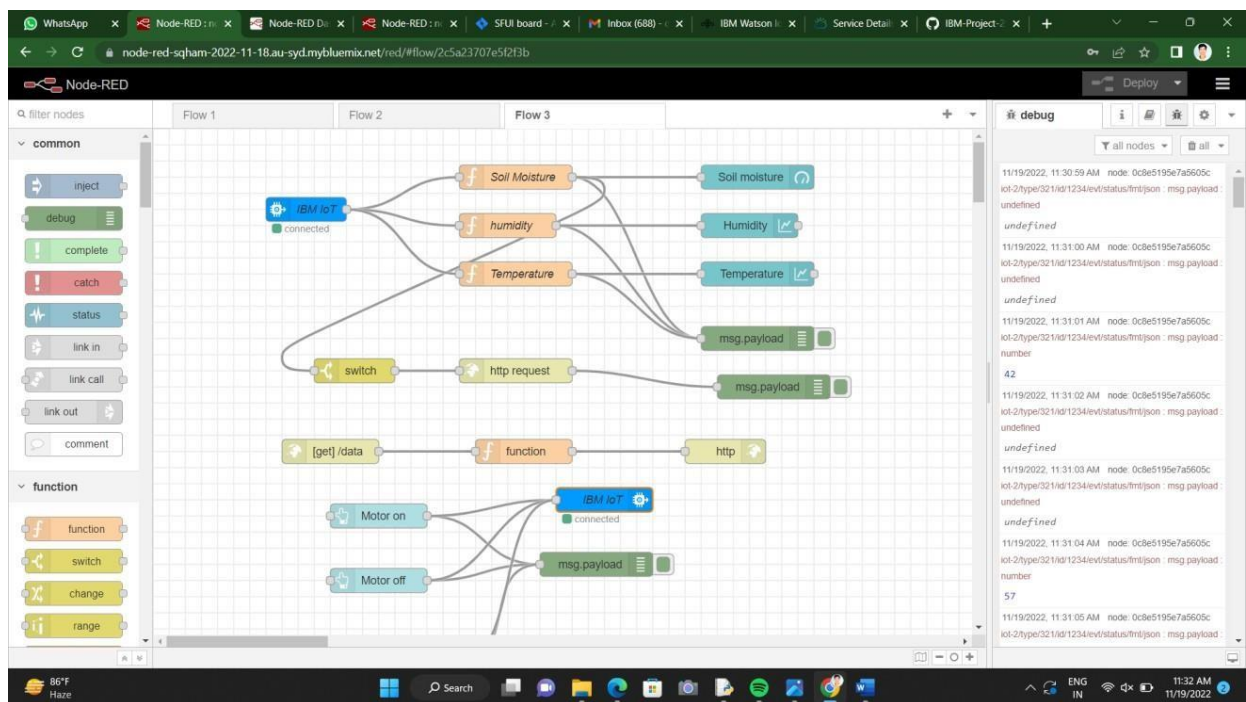 WhatsApp
Node-RED : n
Node-RED Da
Node-RED : n
SFUI board - A
Inbox (688) - c
IBM Watson I
Service Detail
IBM-Project-2
node-red-sqham-2022-11-18.au-syd.mybluemix.net/red/#flow/2c5a23707e5f2f3b
Node-RED
Deploy
filter nodes
Flow 1
Flow 2
Flow 3
debug
all nodes
all
common
inject
debug
complete
catch
status
link in
link call
link out
comment
function
function
switch
change
range
IBM IoT
connected
Soil Moisture
Soil moisture
humidity
Humidity
Temperature
Temperature
msg.payload
switch
http request
msg.payload
[get] /data
function
http
Motor on
IBM IoT
connected
Motor off
msg.payload
11/19/2022, 11:30:59 AM node: 0c8e5195e7a5605c
iot-2/type/321/id/1234/evt/status/fmt/json : msg.payload :
undefined
undefined
11/19/2022, 11:31:00 AM node: 0c8e5195e7a5605c
iot-2/type/321/id/1234/evt/status/fmt/json : msg.payload :
undefined
undefined
11/19/2022, 11:31:01 AM node: 0c8e5195e7a5605c
iot-2/type/321/id/1234/evt/status/fmt/json : msg.payload :
number
42
11/19/2022, 11:31:02 AM node: 0c8e5195e7a5605c
iot-2/type/321/id/1234/evt/status/fmt/json : msg.payload :
undefined
undefined
11/19/2022, 11:31:03 AM node: 0c8e5195e7a5605c
iot-2/type/321/id/1234/evt/status/fmt/json : msg.payload :
undefined
undefined
11/19/2022, 11:31:04 AM node: 0c8e5195e7a5605c
iot-2/type/321/id/1234/evt/status/fmt/json : msg.payload :
number
57
11/19/2022, 11:31:05 AM node: 0c8e5195e7a5605c
iot-2/type/321/id/1234/evt/status/fmt/json : msg.payload :
86°F
Haze
Search
ENG
IN
11:32 AM
11/19/2022
2